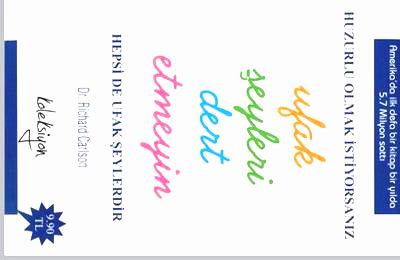 Amerika'da ilk defa bir kitap bir yılda
5.7 Milyon sattı
HUZURLU OLMAK İSTİYORSANIZ
ufak
şeyleri
dert
etmeyin
HEPSİ DE UFAK ŞEYLERDİR
Dr. Richard Carlson
Koleksiyon
9.90
TL